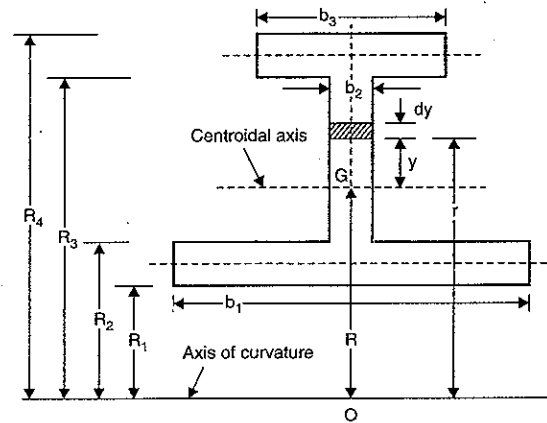 b₃
b₂
dy
Centroidal axis
y
G
R₄
R₃
r
R₂
b₁
R₁
R
Axis of curvature
O